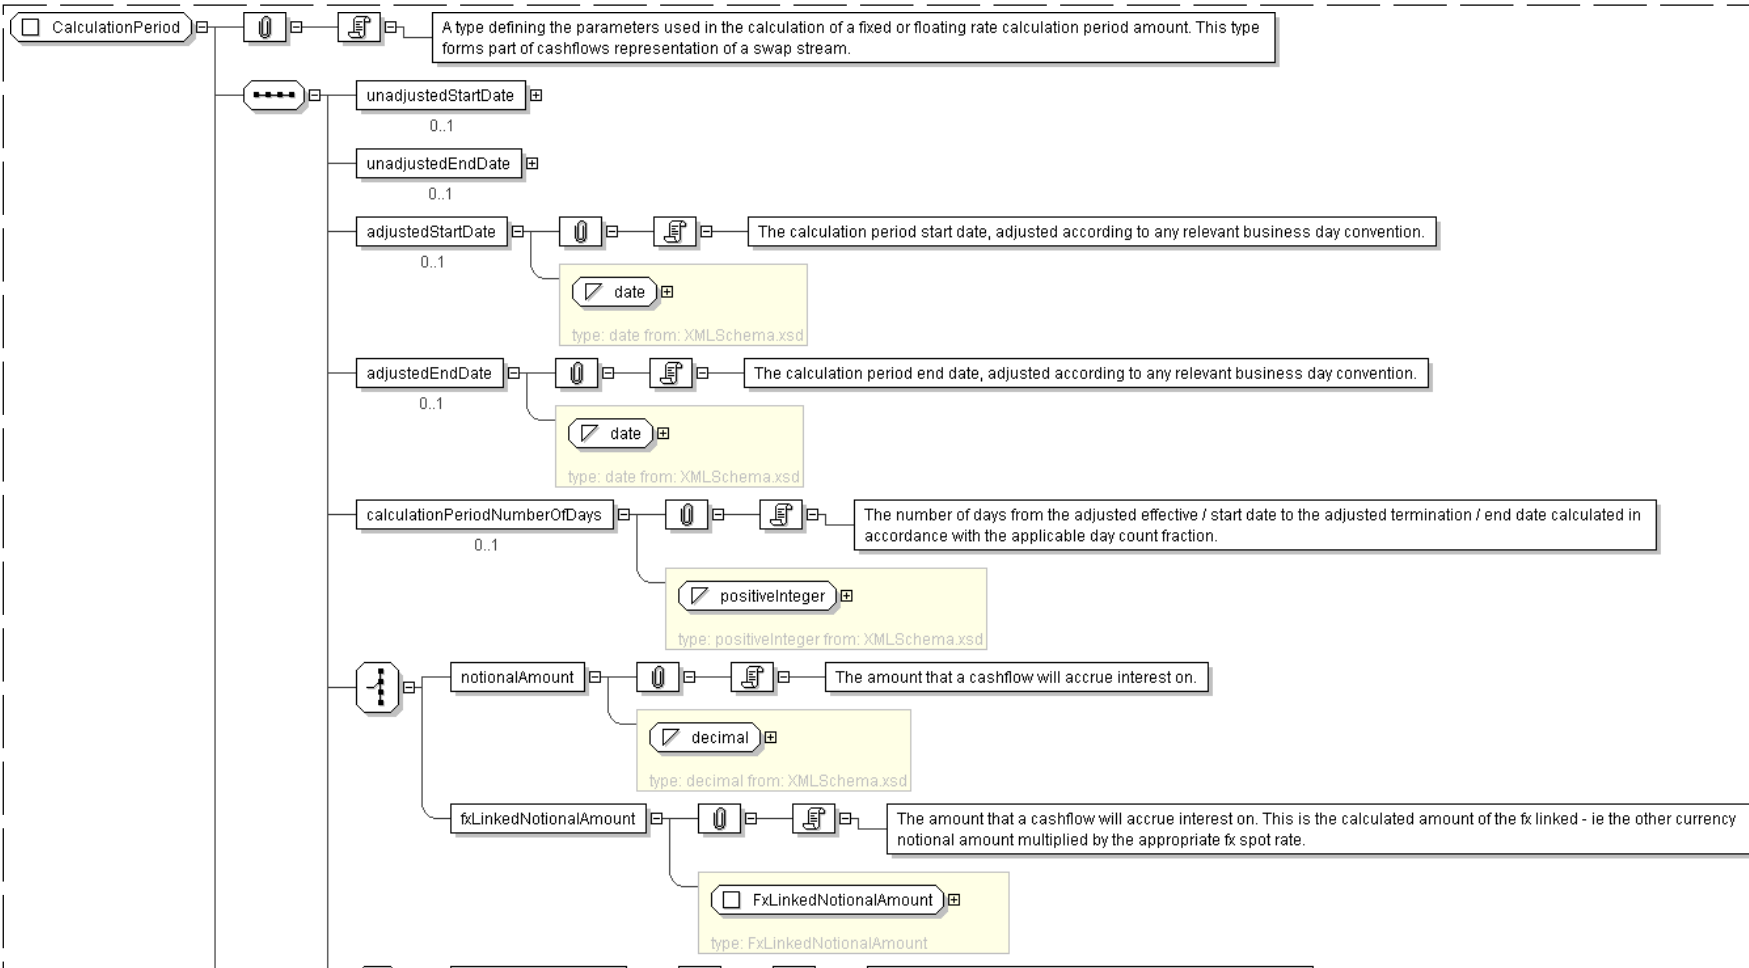 CalculationPeriod
A type defining the parameters used in the calculation of a fixed or floating rate calculation period amount. This type
forms part of cashflows representation of a swap stream.
unadjustedStartDate
0..1
unadjustedEndDate
0..1
adjustedStartDate
The calculation period start date, adjusted according to any relevant business day convention.
0..1
date
type: date from: XMLSchema.xsd
adjustedEndDate
The calculation period end date, adjusted according to any relevant business day convention.
0..1
date
type: date from: XMLSchema.xsd
calculationPeriodNumberOfDays
The number of days from the adjusted effective / start date to the adjusted termination / end date calculated in
accordance with the applicable day count fraction.
0..1
positiveInteger
type: positiveInteger from: XMLSchema.xsd
notionalAmount
The amount that a cashflow will accrue interest on.
decimal
type: decimal from: XMLSchema.xsd
fxLinkedNotionalAmount
The amount that a cashflow will accrue interest on. This is the calculated amount of the fx linked - ie the other currency
notional amount multiplied by the appropriate fx spot rate.
FxLinkedNotionalAmount
type: FxLinkedNotionalAmount